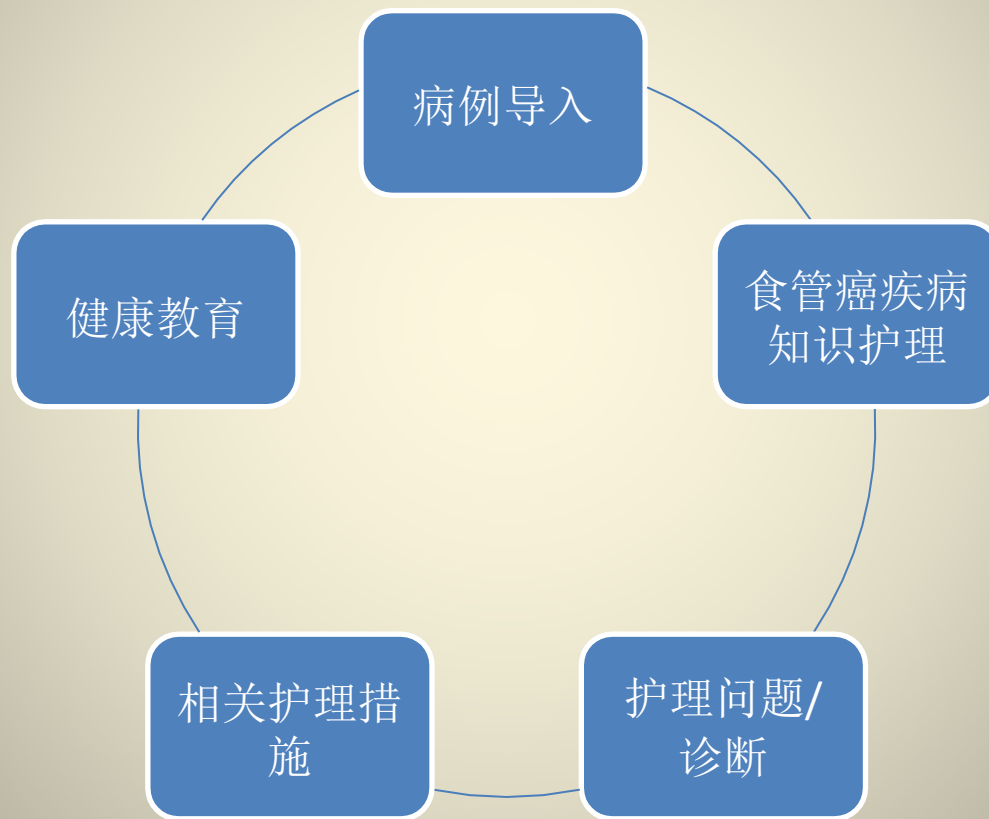 病例导入
食管癌疾病
知识护理
护理问题/
诊断
相关护理措
施
健康教育